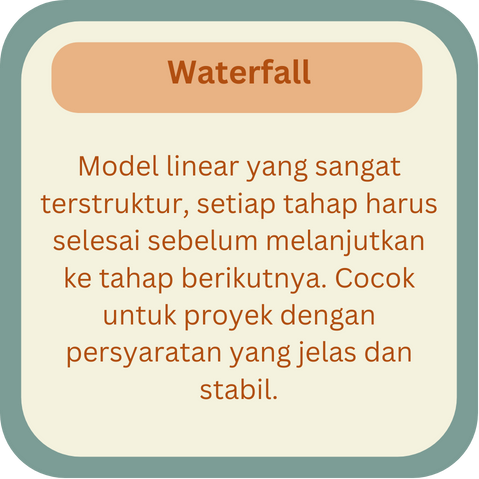 Waterfall
Model linear yang sangat
terstruktur, setiap tahap harus
selesai sebelum melanjutkan
ke tahap berikutnya. Cocok
untuk proyek dengan
persyaratan yang jelas dan
stabil.